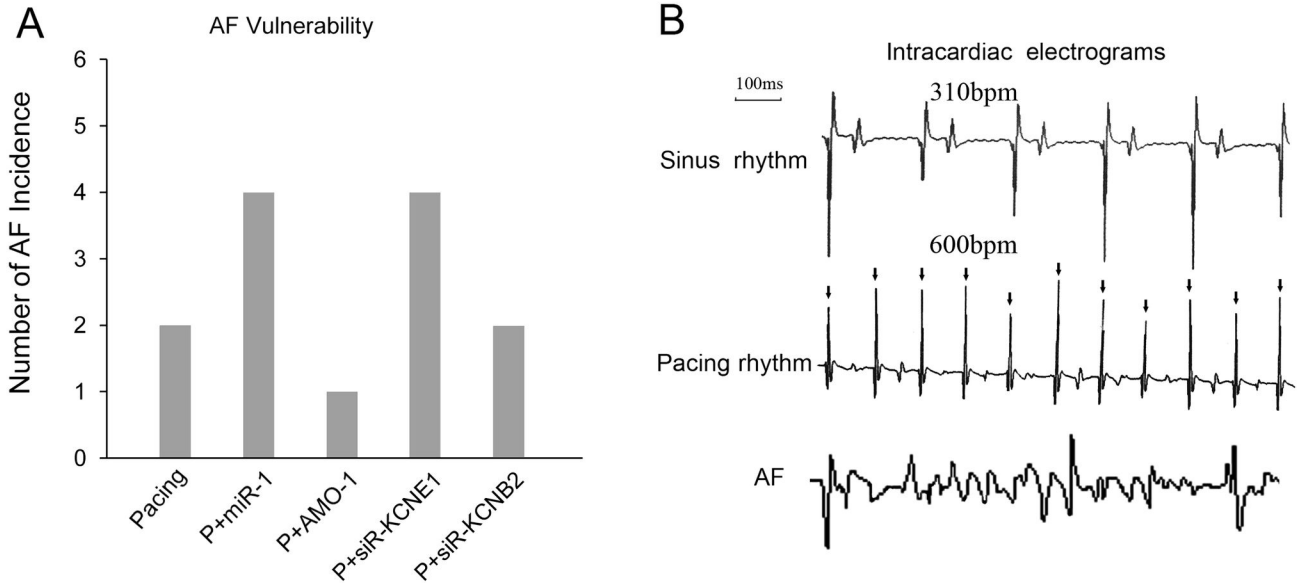 A
AF Vulnerability
Number of AF Incidence
6
5
4
3
2
1
0
Pacing
P+miR-1
P+AMO-1
P+siR-KCNE1
P+siR-KCNB2
B
Intracardiac electrograms
100ms
310bpm
Sinus rhythm
600bpm
Pacing rhythm
AF